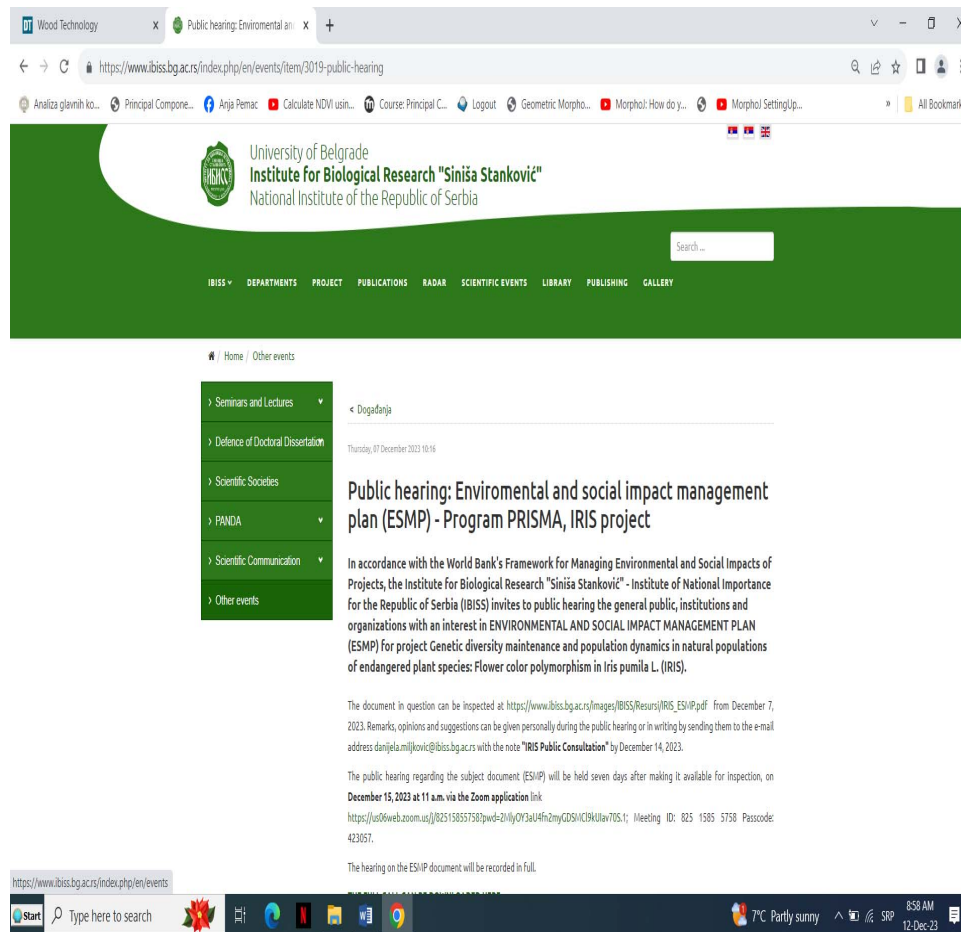 DT Wood Technology x Public hearing: Enviromental an x +
https://www.ibiss.bg.ac.rs/index.php/en/events/item/3019-public-hearing
Analiza glavnih ko... Principal Compone... Anja Pemac Calculate NDVI usin... Course: Principal C... Logout Geometric Morpho... MorphoJ: How do y... MorphoJ SettingUp... » All Bookmark
University of Belgrade
Institute for Biological Research "Siniša Stanković"
National Institute of the Republic of Serbia
ИБИСС
Search ...
IBISS DEPARTMENTS PROJECT PUBLICATIONS RADAR SCIENTIFIC EVENTS LIBRARY PUBLISHING GALLERY
/ Home / Other events
> Seminars and Lectures
> Defence of Doctoral Dissertation
> Scientific Societies
> PANDA
> Scientific Communication
> Other events
< Događanja
Thursday, 07 December 2023 10:16
Public hearing: Enviromental and social impact management
plan (ESMP) - Program PRISMA, IRIS project
In accordance with the World Bank's Framework for Managing Environmental and Social Impacts of
Projects, the Institute for Biological Research "Siniša Stanković" - Institute of National Importance
for the Republic of Serbia (IBISS) invites to public hearing the general public, institutions and
organizations with an interest in ENVIRONMENTAL AND SOCIAL IMPACT MANAGEMENT PLAN
(ESMP) for project Genetic diversity maintenance and population dynamics in natural populations
of endangered plant species: Flower color polymorphism in Iris pumila L. (IRIS).
The document in question can be inspected at https://www.ibiss.bg.ac.rs/images/IBISS/Resursi/IRIS_ESMP.pdf from December 7,
2023. Remarks, opinions and suggestions can be given personally during the public hearing or in writing by sending them to the e-mail
address danijela.miljkovic@ibiss.bg.ac.rs with the note "IRIS Public Consultation" by December 14, 2023.
The public hearing regarding the subject document (ESMP) will be held seven days after making it available for inspection, on
December 15, 2023 at 11 a.m. via the Zoom application link
https://us06web.zoom.us/j/82515855758?pwd=2MlyOY3aU4fn2myGDSMCl9kUIav70S.1; Meeting ID: 825 1585 5758 Passcode:
423057.
The hearing on the ESMP document will be recorded in full.
THE FULL CALL CAN BE DOWNLOADED HERE
https://www.ibiss.bg.ac.rs/index.php/en/events
Start Type here to search 7°C Partly sunny SRP 8:58 AM
12-Dec-23